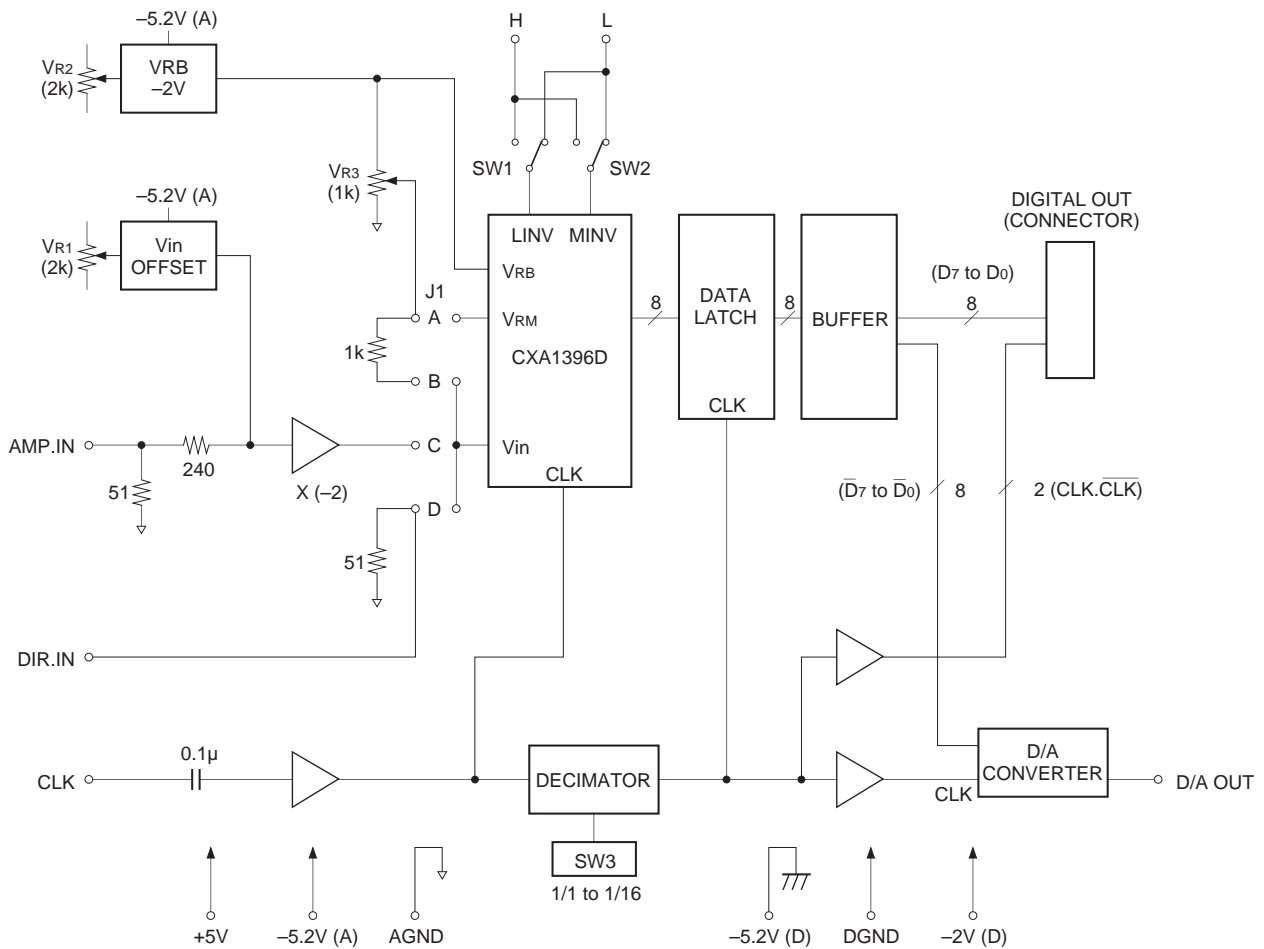 –5.2V (A)
H
L
VR2
(2k)
VRB
–2V
SW1
SW2
VR3
(1k)
–5.2V (A)
DIGITAL OUT
(CONNECTOR)
VR1
(2k)
Vin
OFFSET
LINV
MINV
VRB
(D7 to D0)
J1
A
VRM
8
DATA
LATCH
8
BUFFER
8
1k
CXA1396D
B
CLK
AMP.IN
240
C
Vin
51
X (–2)
CLK
(D̅7 to D̅0)
8
2 (CLK.C̅L̅K̅)
D
51
DIR.IN
0.1µ
CLK
DECIMATOR
D/A
CONVERTER
CLK
D/A OUT
SW3
1/1 to 1/16
+5V
–5.2V (A)
AGND
–5.2V (D)
DGND
–2V (D)